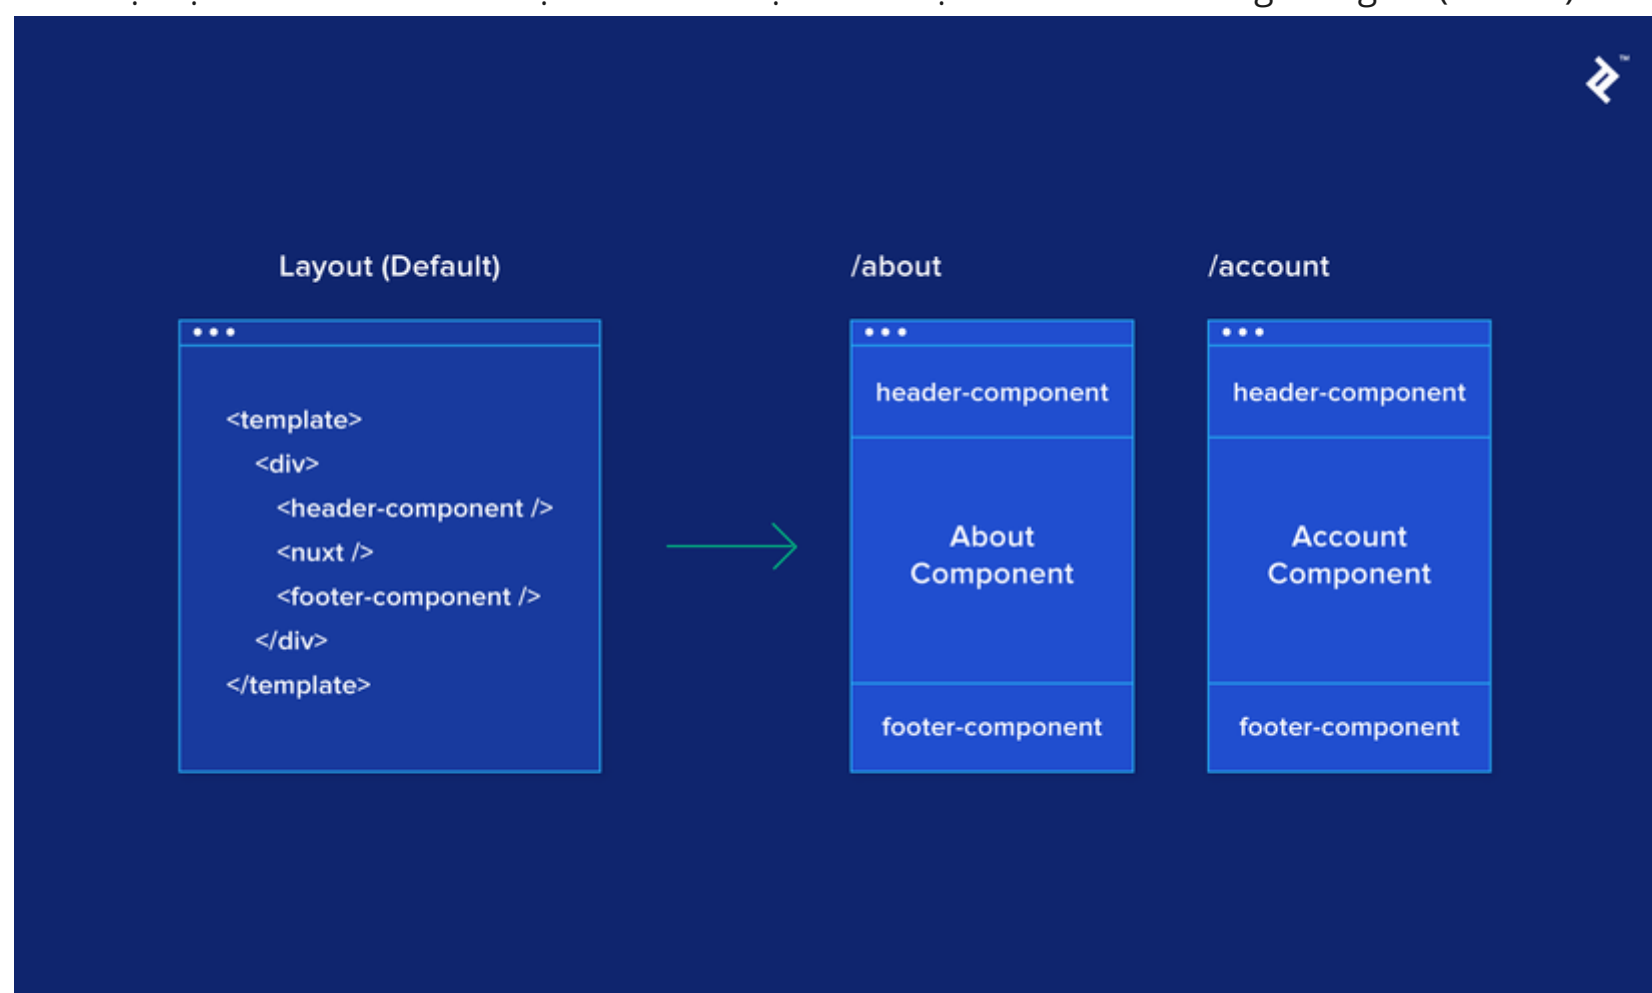 Layout (Default)
<template>
<div>
<header-component />
<nuxt />
<footer-component />
</div>
</template>
/about
header-component
About
Component
footer-component
/account
header-component
Account
Component
footer-component
TM